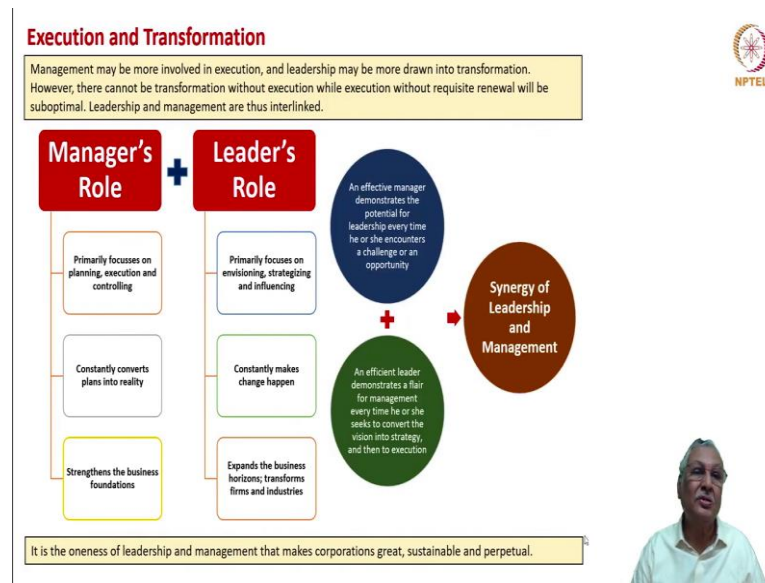 Execution and Transformation
NPTEL
Management may be more involved in execution, and leadership may be more drawn into transformation.
However, there cannot be transformation without execution while execution without requisite renewal will be
suboptimal. Leadership and management are thus interlinked.
Manager's
Role
Leader's
Role
Primarily focusses on
planning, execution and
controlling
Constantly converts
plans into reality
Strengthens the business
foundations
Primarily focuses on
envisioning, strategizing
and influencing
Constantly makes
change happen
Expands the business
horizons; transforms
firms and industries
An effective manager
demonstrates the
potential for
leadership every time
he or she encounters
a challenge or an
opportunity
An efficient leader
demonstrates a flair
for management
every time he or she
seeks to convert the
vision into strategy,
and then to execution
Synergy of
Leadership
and
Management
It is the oneness of leadership and management that makes corporations great, sustainable and perpetual.